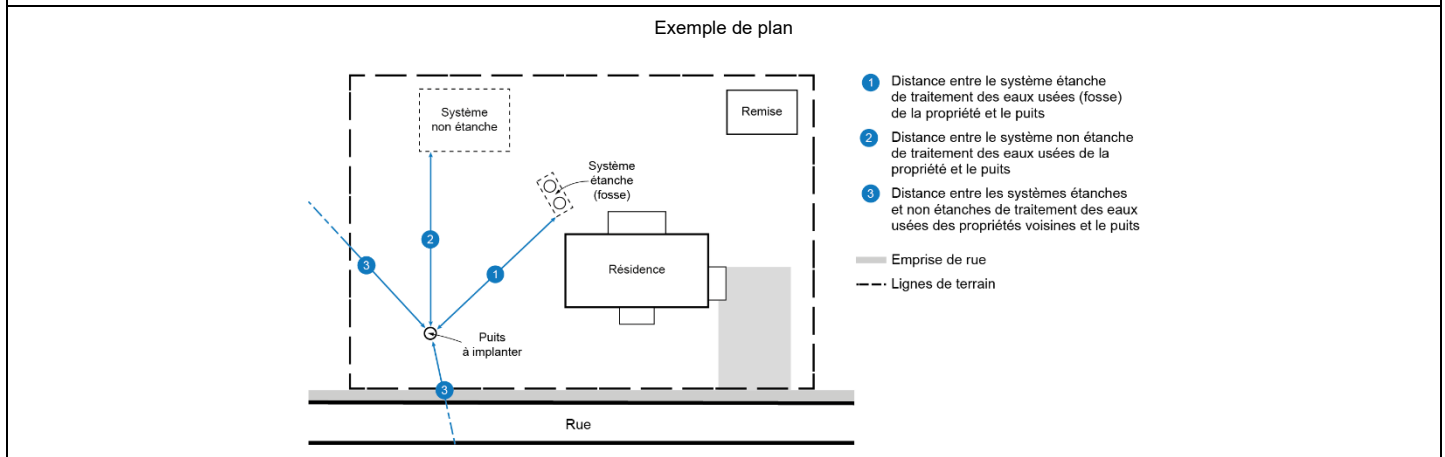 Exemple de plan
Système
non étanche
Remise
Système
étanche
(fosse)
Résidence
Puits
à implanter
Rue
2
1
3
3
1 Distance entre le système étanche
de traitement des eaux usées (fosse)
de la propriété et le puits
2 Distance entre le système non étanche
de traitement des eaux usées de la
propriété et le puits
3 Distance entre les systèmes étanches
et non étanches de traitement des eaux
usées des propriétés voisines et le puits
Emprise de rue
Lignes de terrain